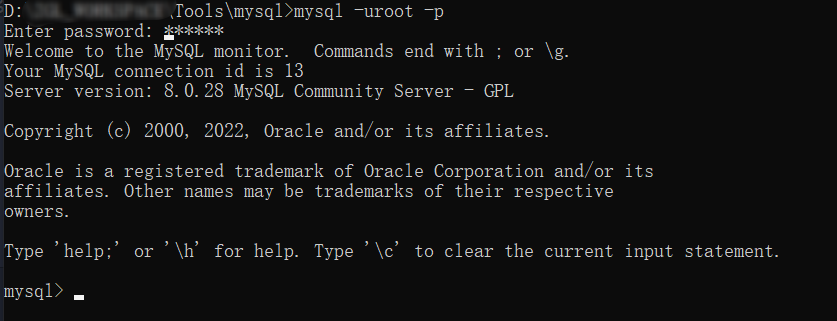 D:\Tools\mysql>mysql -uroot -p
Enter password: ******
Welcome to the MySQL monitor.  Commands end with ; or \g.
Your MySQL connection id is 13
Server version: 8.0.28 MySQL Community Server - GPL
Copyright (c) 2000, 2022, Oracle and/or its affiliates.
Oracle is a registered trademark of Oracle Corporation and/or its
affiliates. Other names may be trademarks of their respective
owners.
Type 'help;' or '\h' for help. Type '\c' to clear the current input statement.
mysql>